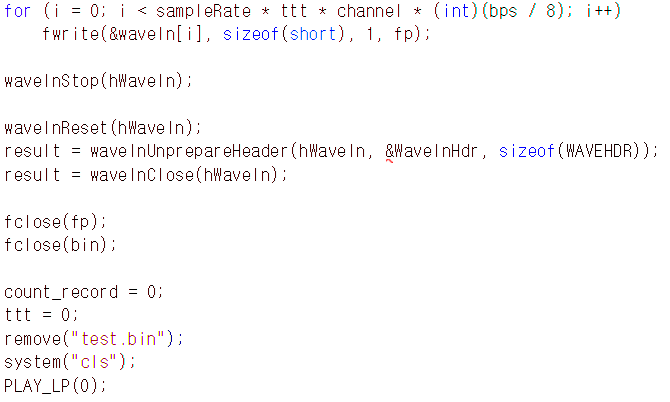 for (i = 0; i < sampleRate * ttt * channel * (int)(bps / 8); i++)
fwrite(&waveIn[i], sizeof(short), 1, fp);
waveInStop(hWaveIn);
waveInReset(hWaveIn);
result = waveInUnprepareHeader(hWaveIn, &WaveInHdr, sizeof(WAVEHDR));
result = waveInClose(hWaveIn);
fclose(fp);
fclose(bin);
count_record = 0;
ttt = 0;
remove("test.bin");
system("cls");
PLAY_LP(0);